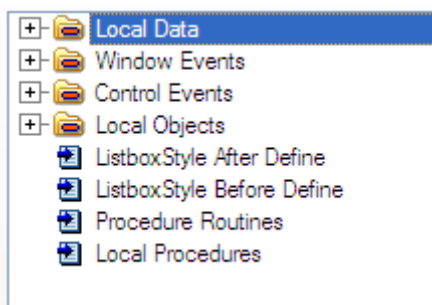 Local Data
Window Events
Control Events
Local Objects
ListboxStyle After Define
ListboxStyle Before Define
Procedure Routines
Local Procedures